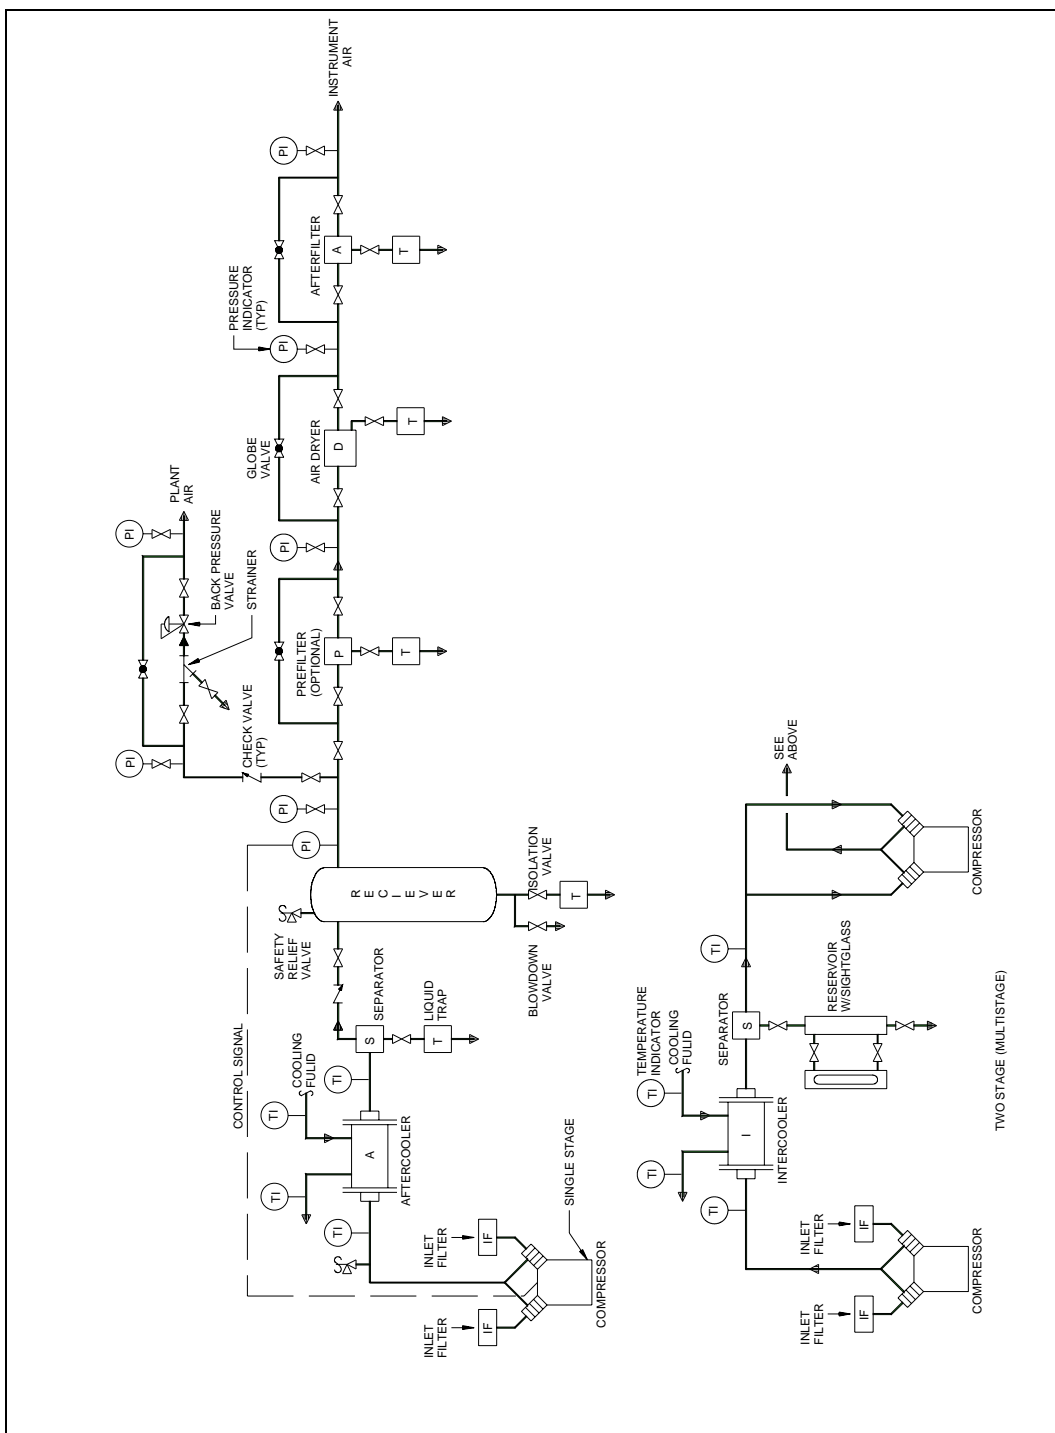 PI
PI
PLANT
AIR
BACK PRESSURE
VALVE
STRAINER
CONTROL SIGNAL
CHECK VALVE
(TYP)
GLOBE
VALVE
PRESSURE
INDICATOR
(TYP)
TI
TI
COOLING
FULID
SAFETY
RELIEF
VALVE
PI
PI
PI
PI
PI
PREFILTER
(OPTIONAL)
AIR DRYER
AFTERFILTER
INSTRUMENT
AIR
TI
TI
P
D
A
A
S
SEPARATOR
RECIEVER
AFTERCOOLER
T
LIQUID
TRAP
T
T
T
INLET
FILTER
INLET
FILTER
IF
IF
BLOWDOWN
VALVE
ISOLATION
VALVE
T
SINGLE STAGE
COMPRESSOR
TI
TI
TEMPERATURE
INDICATOR
COOLING
FULID
TI
TI
SEPARATOR
SEE
ABOVE
I
S
INTERCOOLER
INLET
FILTER
INLET
FILTER
IF
IF
RESERVOIR
W/SIGHTGLASS
COMPRESSOR
COMPRESSOR
TWO STAGE (MULTISTAGE)